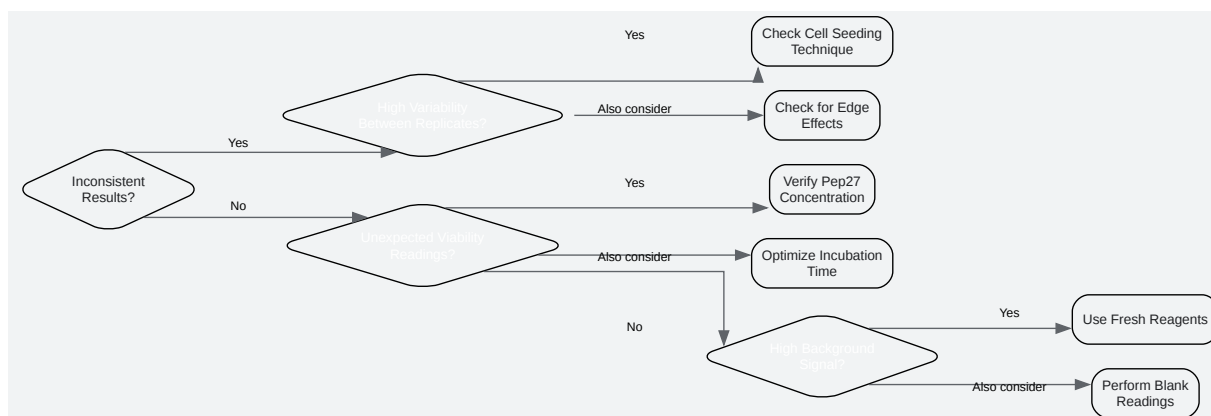 Yes
Check Cell Seeding
Technique
High Variability
Between Replicates?
Also consider
Check for Edge
Effects
Yes
Inconsistent
Results?
No
Yes
Verify Pep27
Concentration
Unexpected Viability
Readings?
Also consider
Optimize Incubation
Time
No
Yes
Use Fresh Reagents
High Background
Signal?
Also consider
Perform Blank
Readings